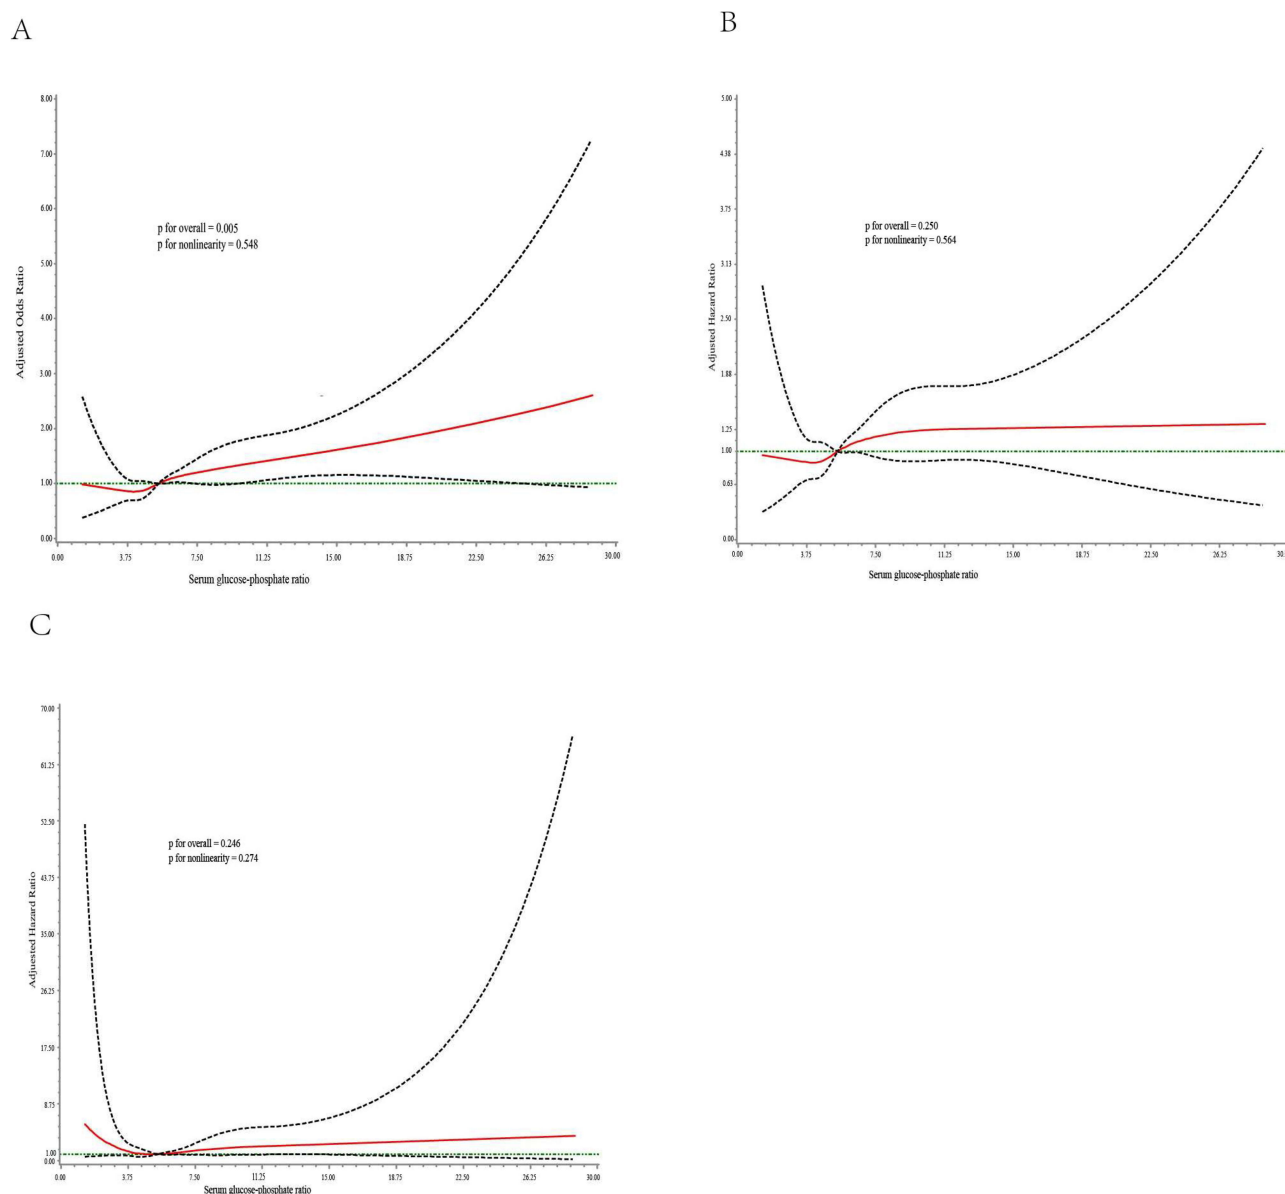 A
8.00
7.00
6.00
5.00
4.00
3.00
2.00
1.00
0.00
Adjusted Odds Ratio
p for overall = 0.005
p for nonlinearity = 0.548
0.00 3.75 7.50 11.25 15.00 18.75 22.50 26.25 30.00
Serum glucose-phosphate ratio
B
5.00
4.38
3.75
3.13
2.50
1.88
1.25
1.00
0.63
0.00
Adjusted Hazard Ratio
p for overall = 0.250
p for nonlinearity = 0.564
0.00 3.75 7.50 11.25 15.00 18.75 22.50 26.25
Serum glucose-phosphate ratio
C
70.00
61.25
52.50
43.75
35.00
26.25
17.50
8.75
1.00
0.00
Adjuested Hazard Ratio
p for overall = 0.246
p for nonlinearity = 0.274
0.00 3.75 7.50 11.25 15.00 18.75 22.50 26.25 30.00
Serum glucose-phosphate ratio